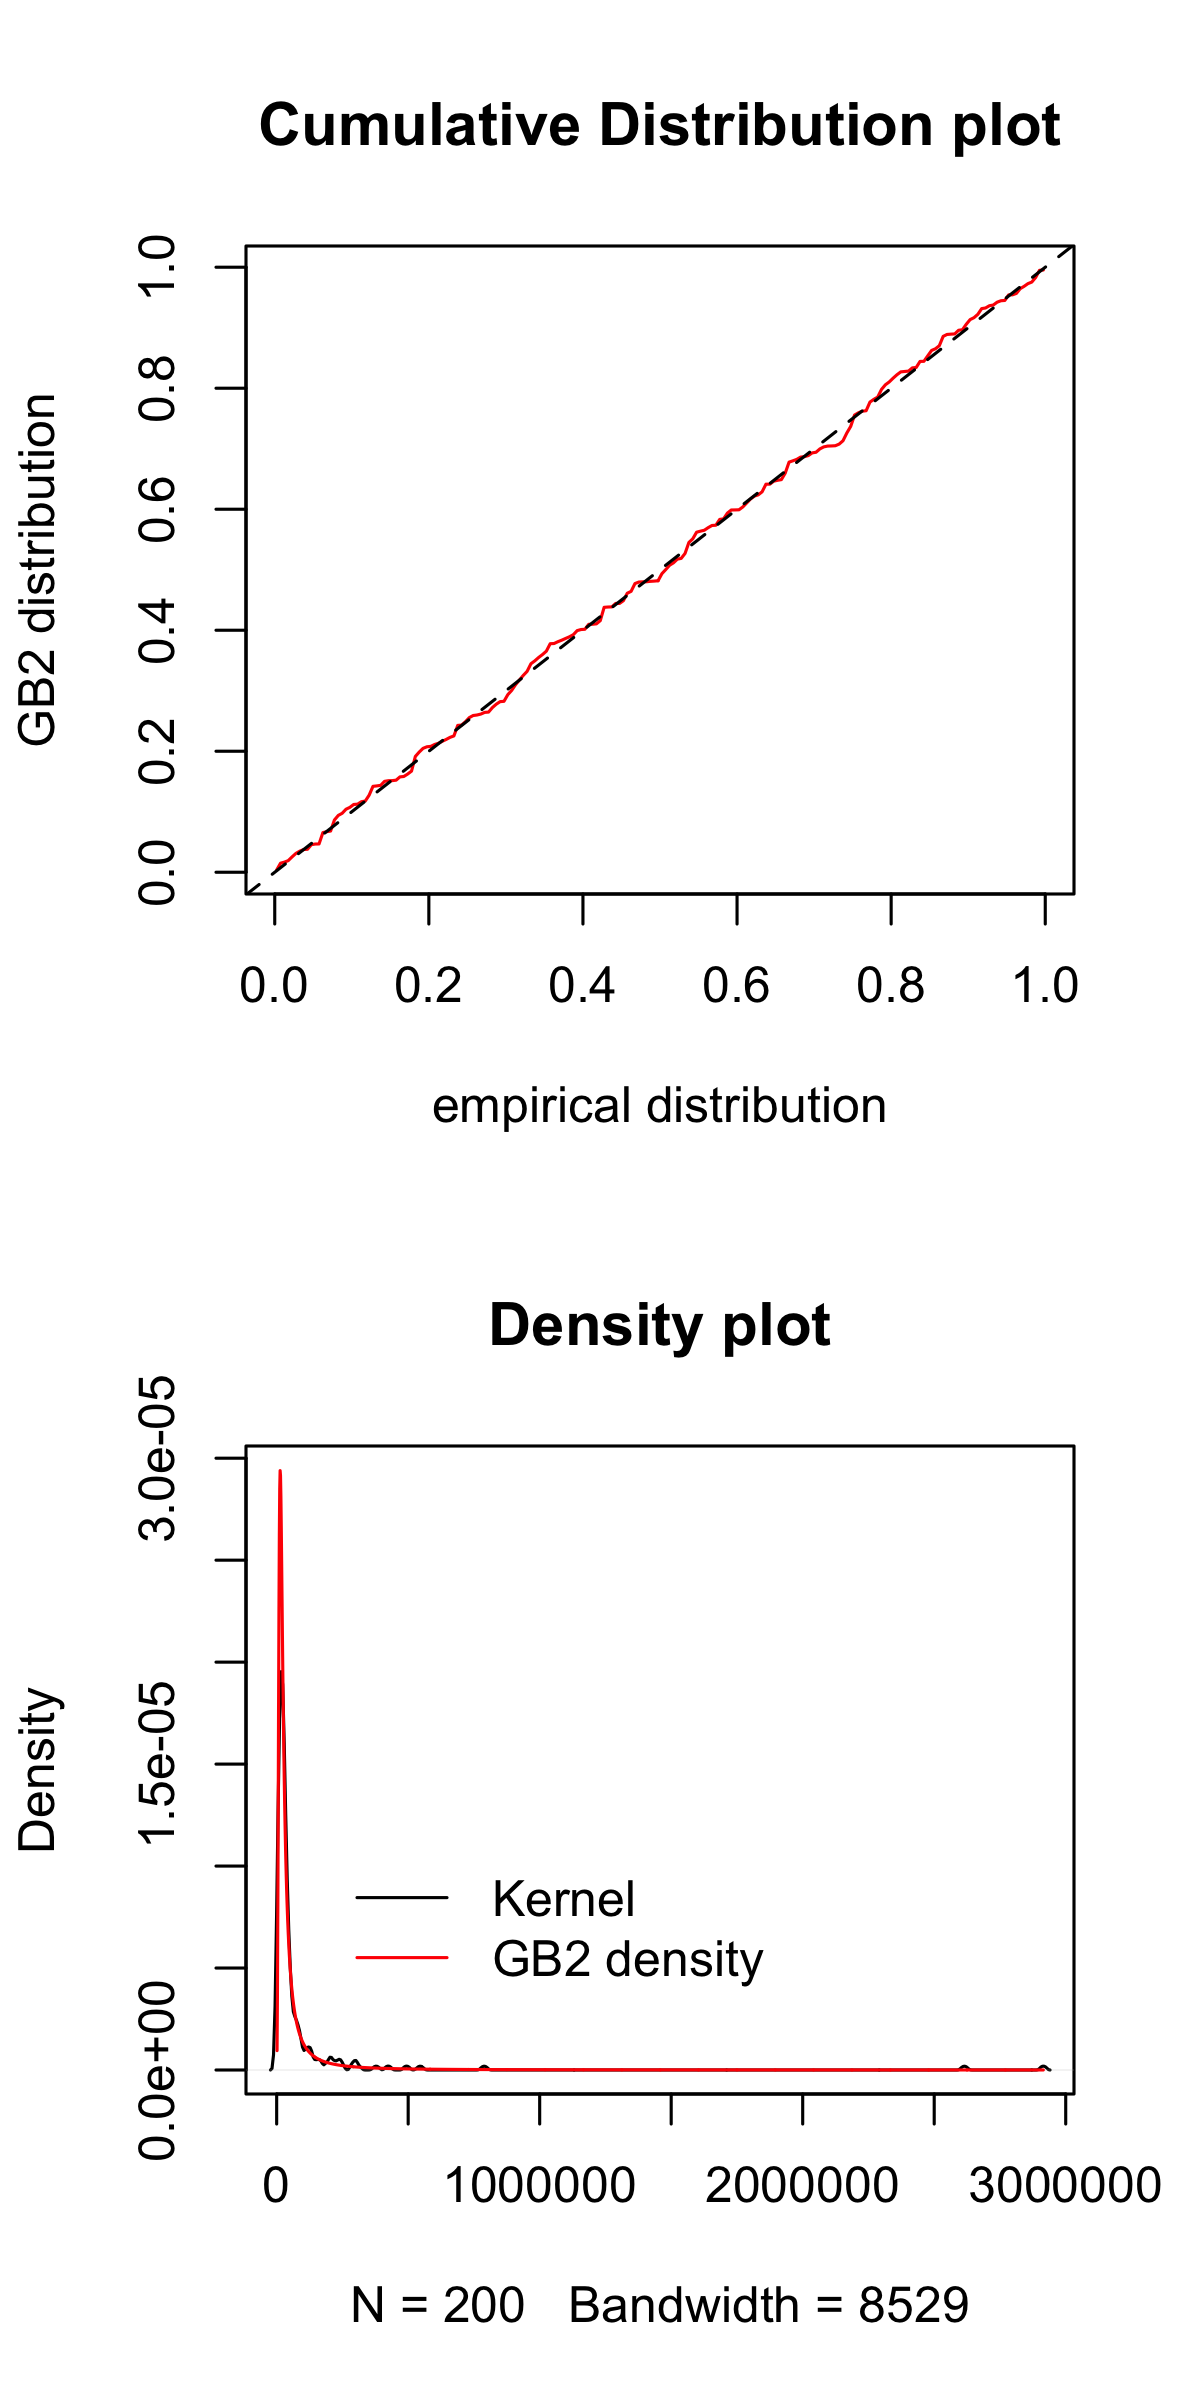 Cumulative Distribution plot
GB2 distribution
1.0
0.8
0.6
0.4
0.2
0.0
0.0 0.2 0.4 0.6 0.8 1.0
empirical distribution
Density plot
Density
3.0e-05
1.5e-05
0.0e+00
Kernel
GB2 density
0 1000000 2000000 3000000
N = 200 Bandwidth = 8529